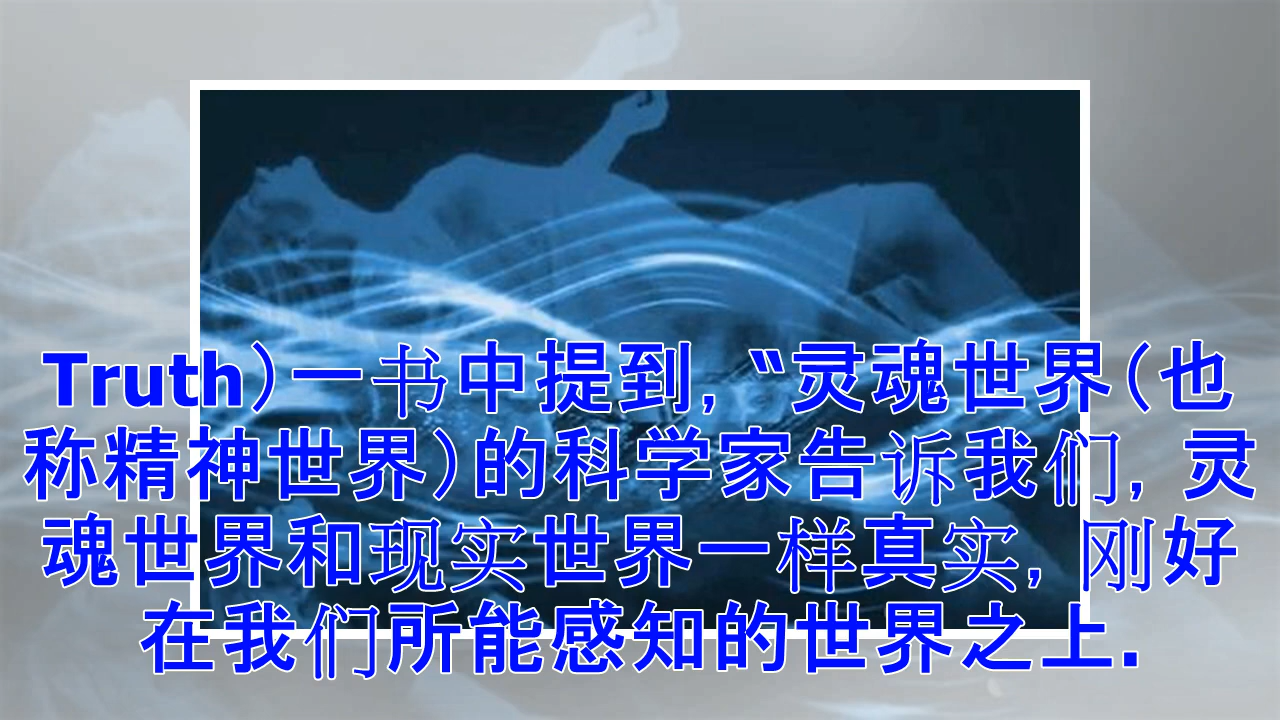 Truth)一书中提到,“灵魂世界(也
称精神世界)的科学家告诉我们,灵
魂世界和现实世界一样真实,刚好
在我们所能感知的世界之上.